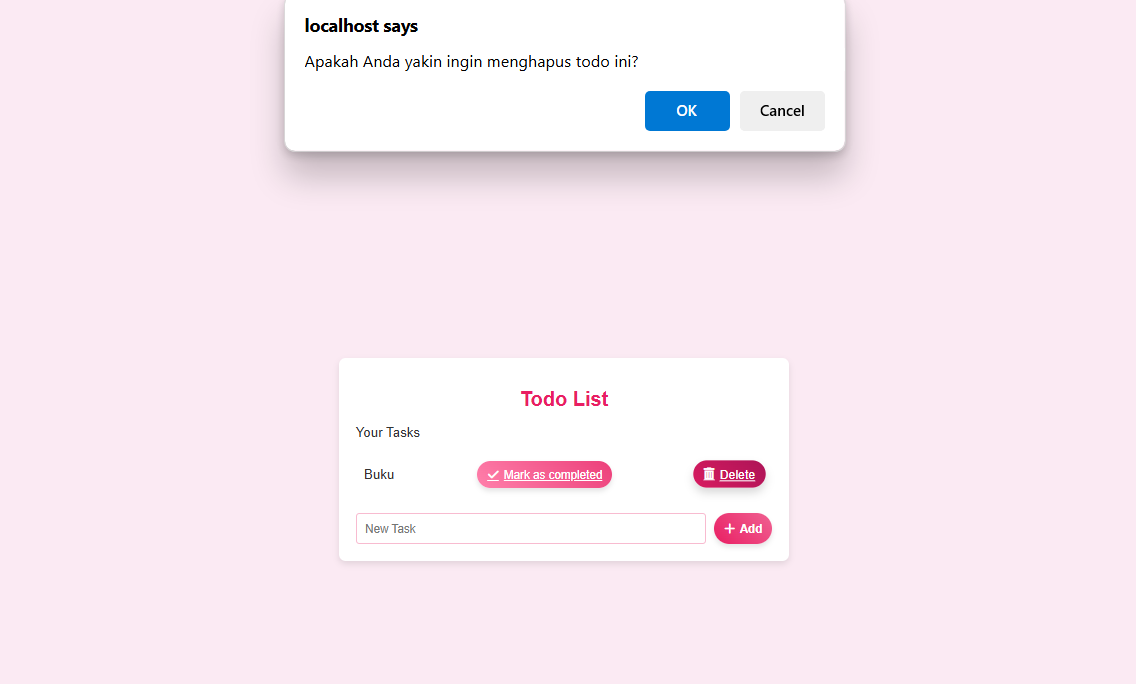 localhost says
Apakah Anda yakin ingin menghapus todo ini?
OK Cancel
Todo List
Your Tasks
Buku Mark as completed Delete
New Task + Add